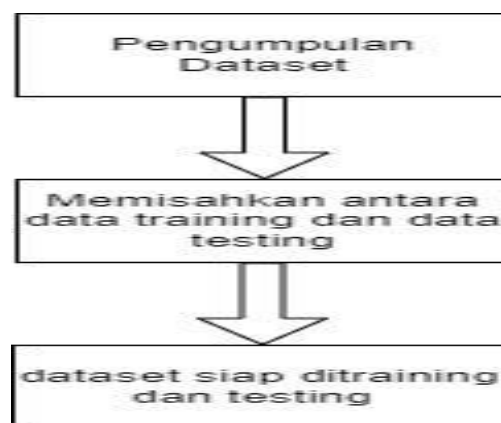 Pengumpulan
Dataset
Memisahkan antara
data training dan data
testing
dataset siap ditraining
dan testing